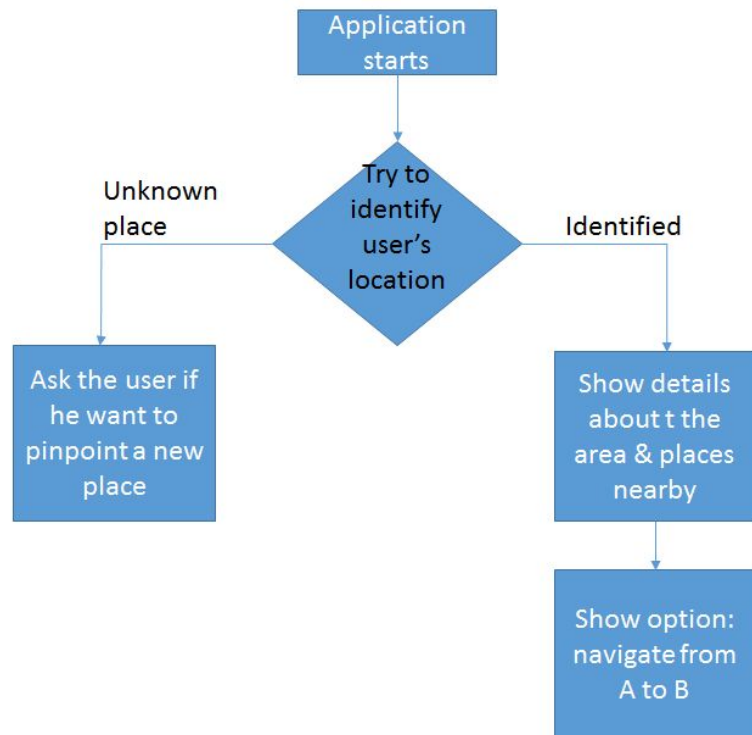 Application
starts
Try to
identify
user's
location
Unknown
place
Identified
Ask the user if
he want to
pinpoint a new
place
Show details
about t the
area & places
nearby
Show option:
navigate from
A to B